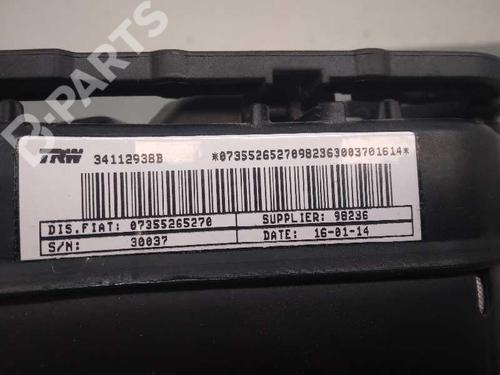 B-PARTS
TRW 34112938B *07355265270982363003701614*
DIS.FIAT: 07355265270 SUPPLIER: 98236
S/N: 30037 DATE: 16-01-14